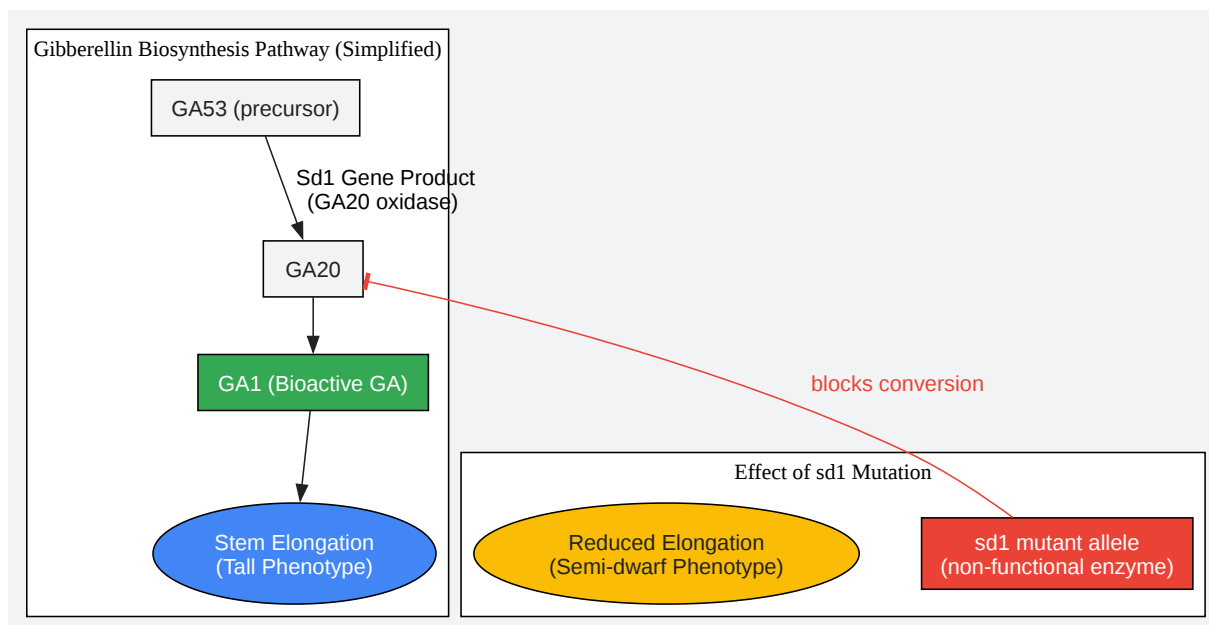 Gibberellin Biosynthesis Pathway (Simplified)
GA53 (precursor)
Sd1 Gene Product
(GA20 oxidase)
GA20
GA1 (Bioactive GA)
blocks conversion
Stem Elongation
(Tall Phenotype)
Effect of sd1 Mutation
Reduced Elongation
(Semi-dwarf Phenotype)
sd1 mutant allele
(non-functional enzyme)